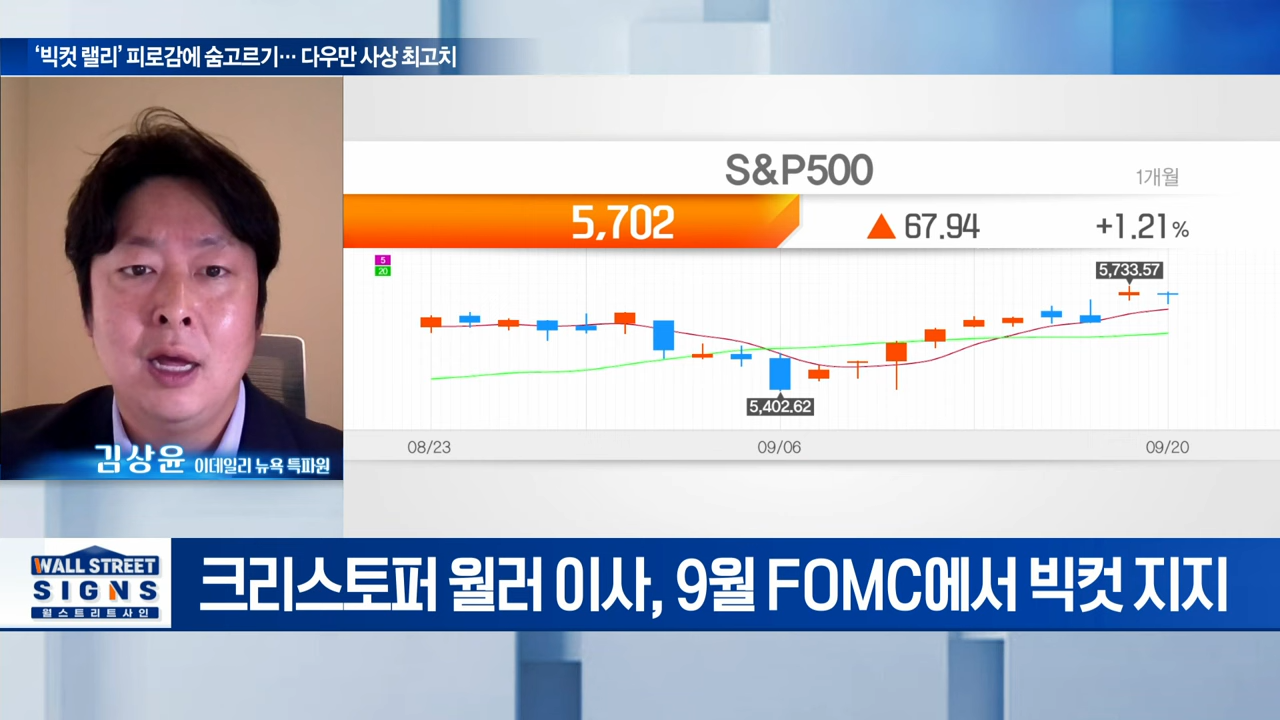 ‘빅컷 랠리’ 피로감에 숨고르기… 다우만 사상 최고치
S&P500
1개월
5,702
▲ 67.94
+1.21%
5
20
5,733.57
5,402.62
08/23
09/06
09/20
김상윤 이데일리 뉴욕 특파원
WALL STREET
SIGNS
월스트리트사인
크리스토퍼 월러 이사, 9월 FOMC에서 빅컷 지지